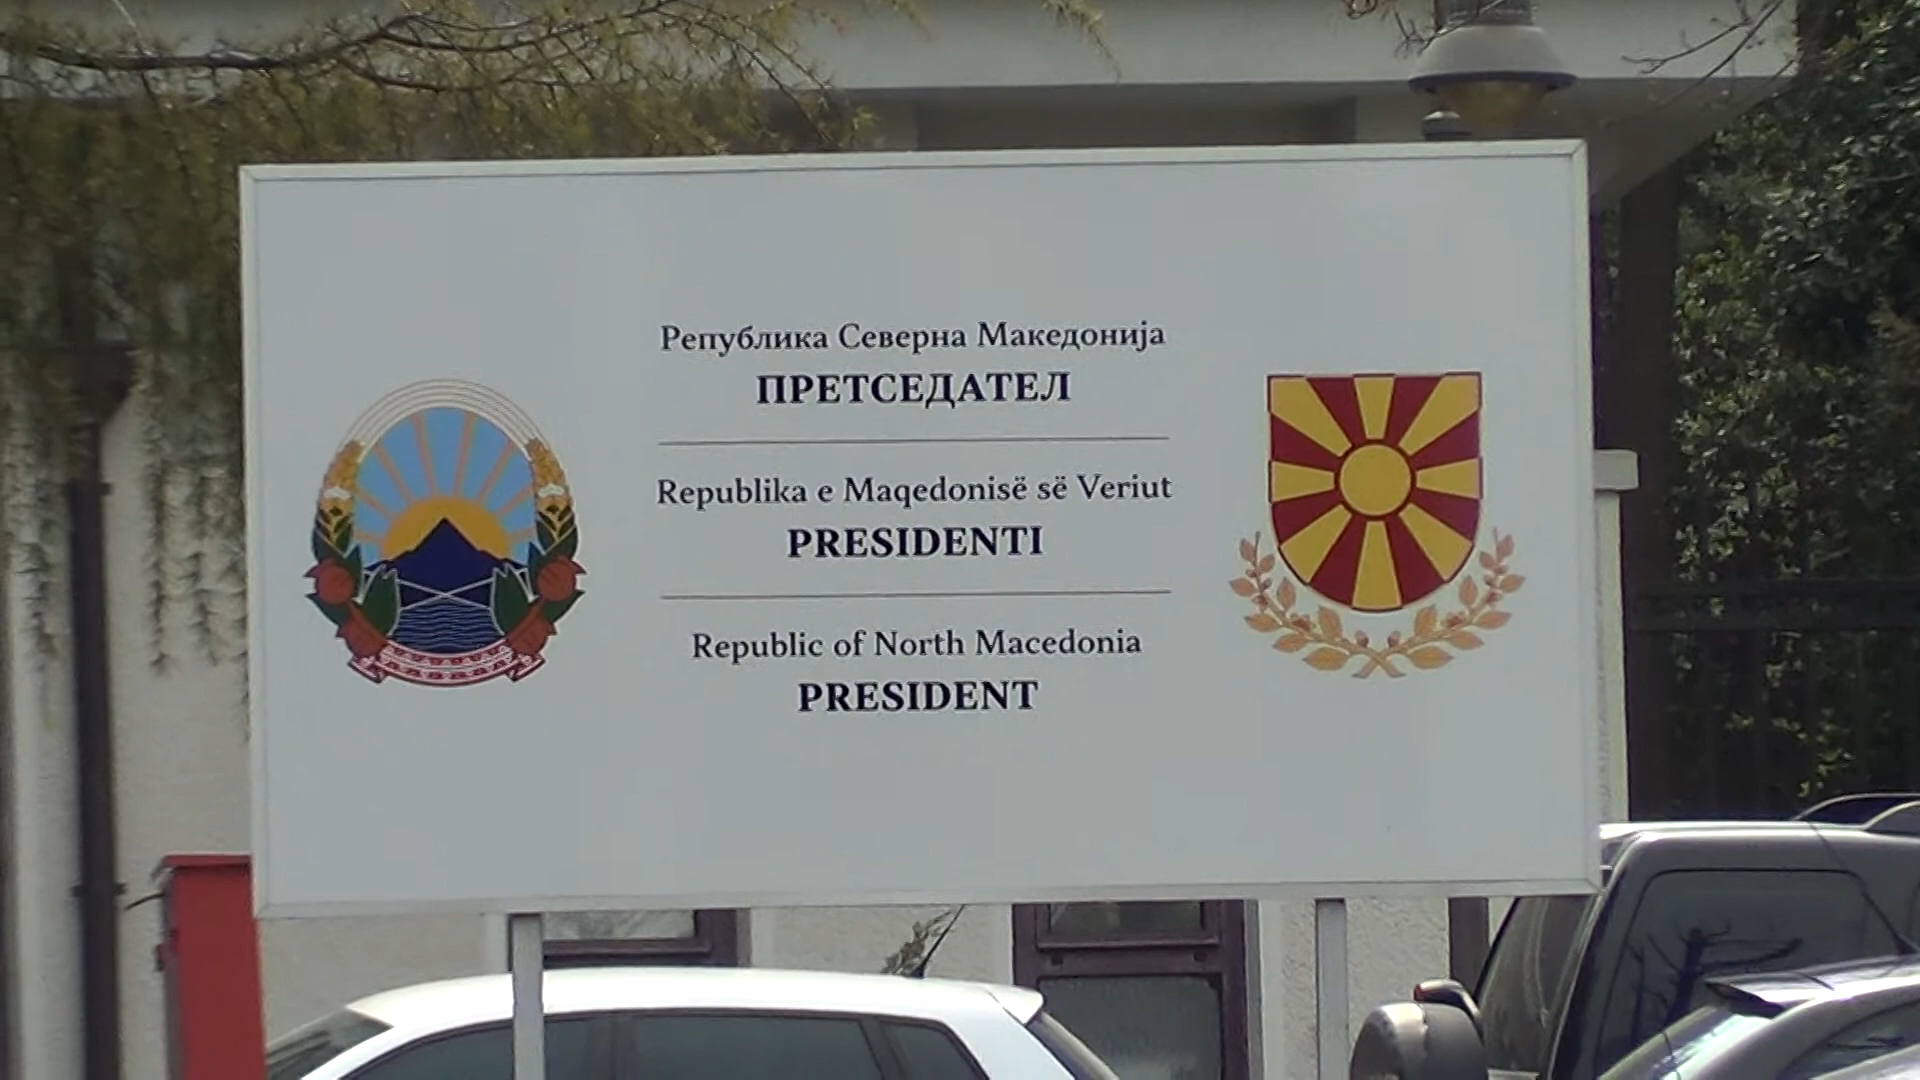 Република Северна Македонија
ПРЕТСЕДАТЕЛ
Republika e Maqedonisë së Veriut
PRESIDENTI
Republic of North Macedonia
PRESIDENT